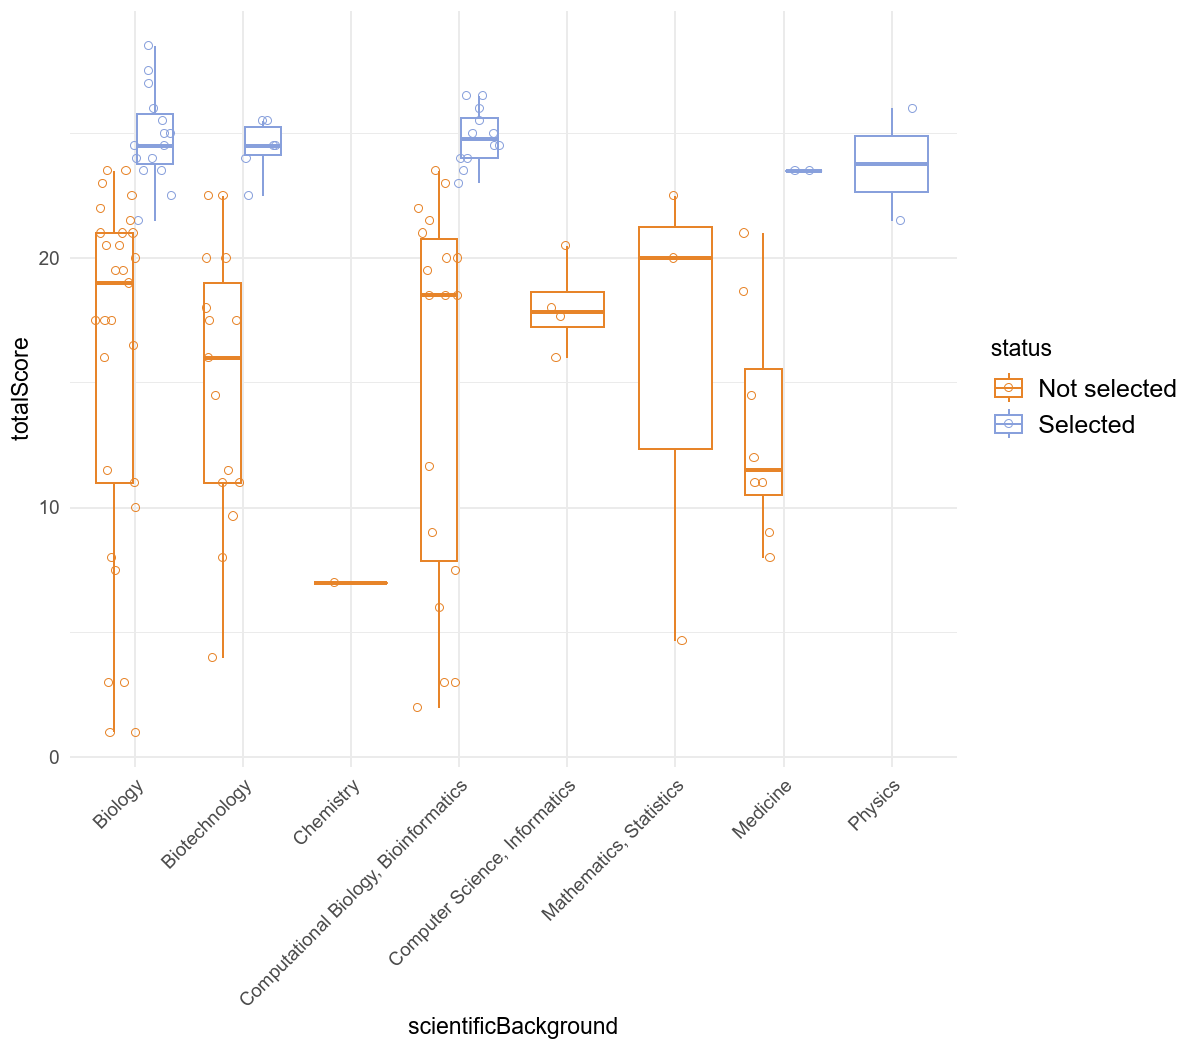 totalScore
20
10
0
Biology
Biotechnology
Chemistry
Computational Biology, Bioinformatics
Computer Science, Informatics
Mathematics, Statistics
Medicine
Physics
scientificBackground
status
Not selected
Selected